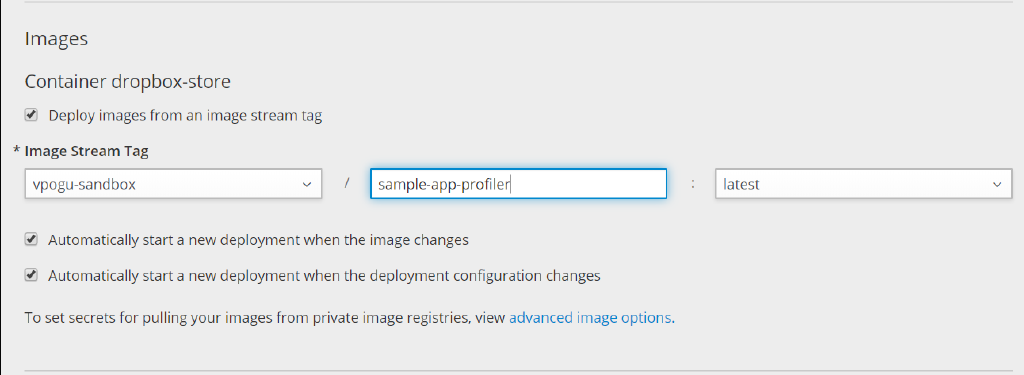 Images
Container dropbox-store
Deploy images from an image stream tag
* Image Stream Tag
vpogu-sandbox / sample-app-profiler : latest
Automatically start a new deployment when the image changes
Automatically start a new deployment when the deployment configuration changes
To set secrets for pulling your images from private image registries, view advanced image options.